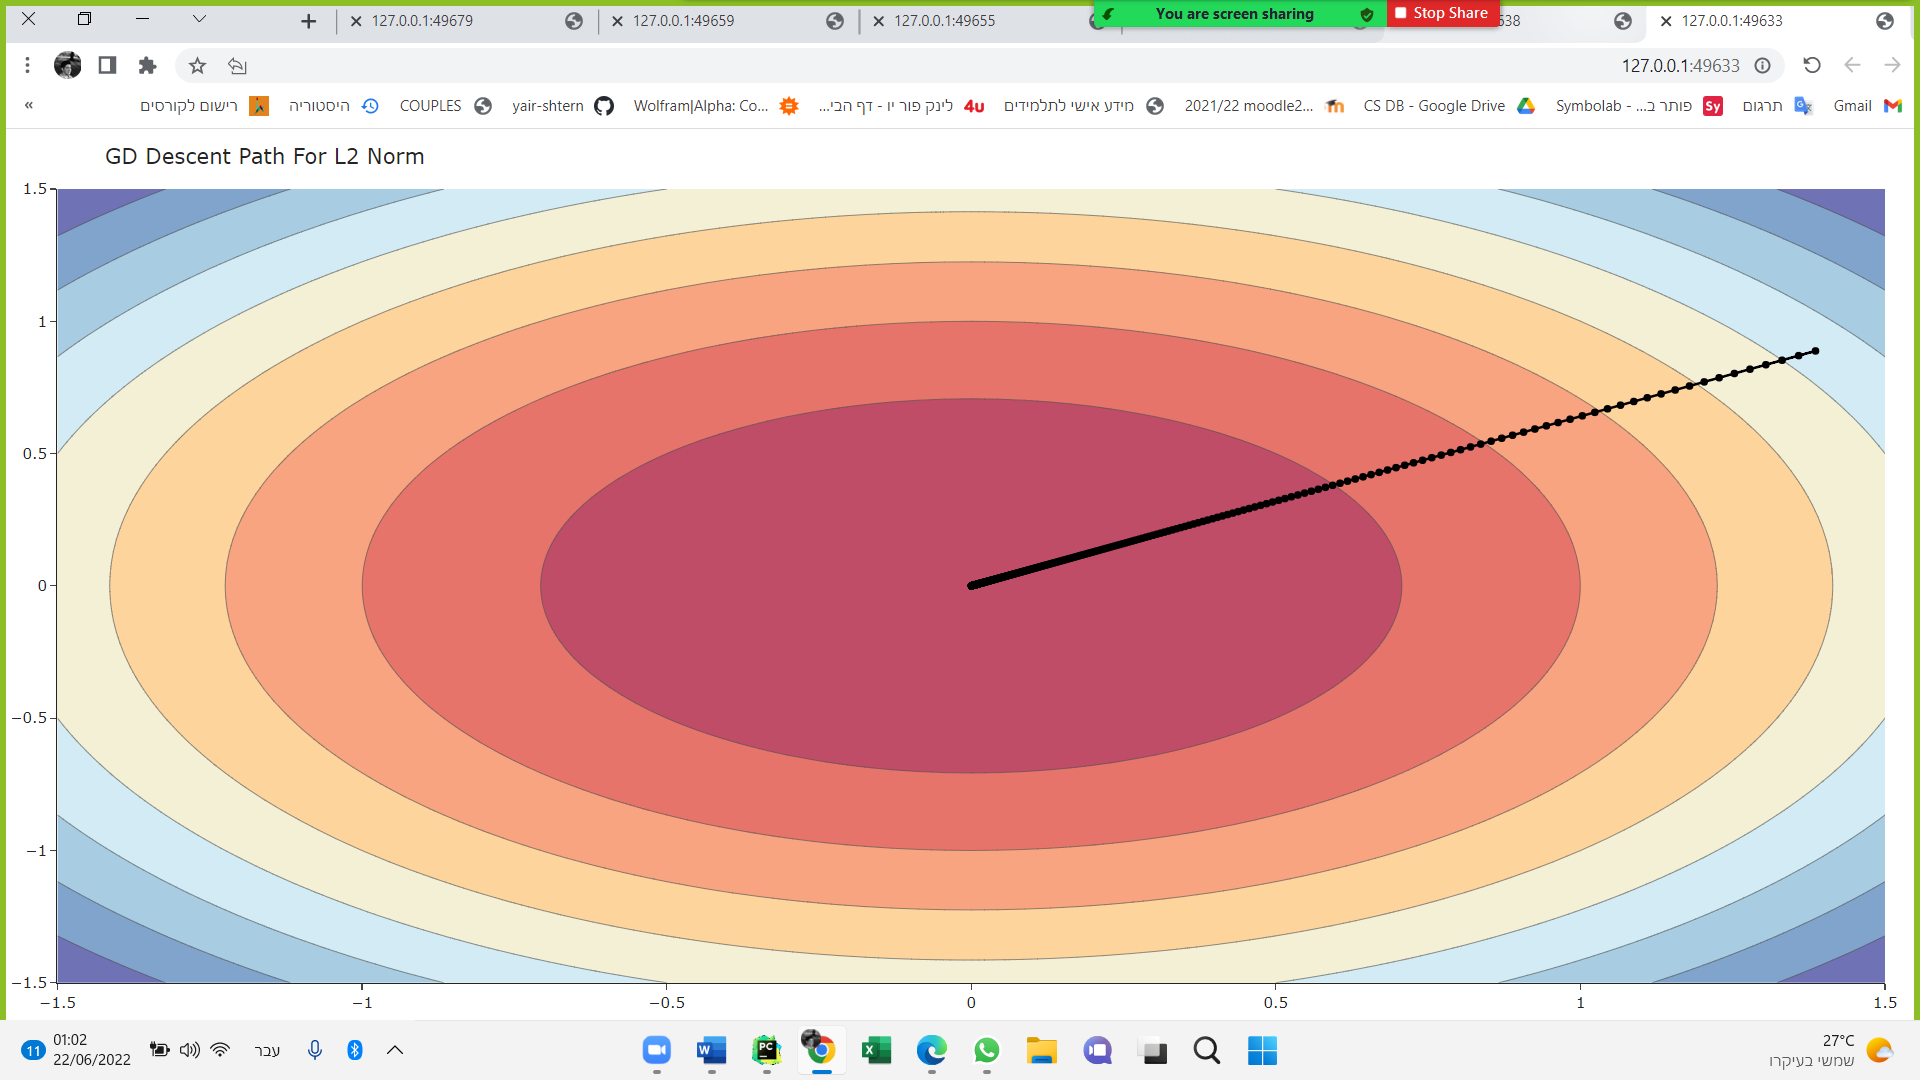 127.0.0.1:49679
127.0.0.1:49659
127.0.0.1:49655
You are screen sharing
Stop Share
538
127.0.0.1:49633
127.0.0.1:49633
«
רישום לקורסים
היסטוריה
COUPLES
yair-shtern
Wolfram|Alpha: Co...
לינק פור יו - דף הבי...
4u
מידע אישי לתלמידים
2021/22 moodle2...
CS DB - Google Drive
Symbolab - פותר ב...
Sy
תרגום
Gmail
GD Descent Path For L2 Norm
1.5
1
0.5
0
−0.5
−1
−1.5
−1.5
−1
−0.5
0
0.5
1
1.5
11
01:02
22/06/2022
עבר
W
PC
X
27°C
שמשי בעיקרו